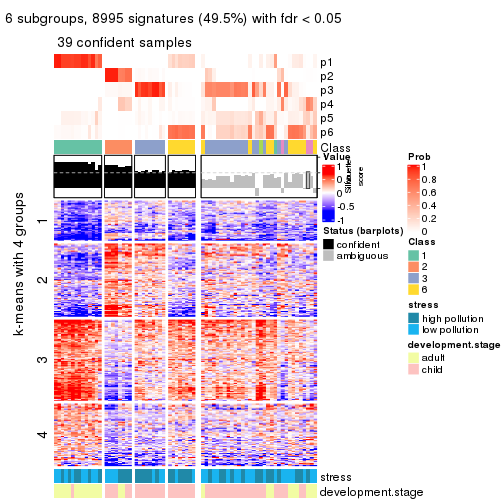 6 subgroups, 8995 signatures (49.5%) with fdr < 0.05
39 confident samples
p1
p2
p3
p4
p5
p6
Class
Silhouette
score
k-means with 4 groups
1
2
3
4
stress
development.stage
Value
1
0.5
0
-0.5
-1
Status (barplots)
confident
ambiguous
Prob
1
0.8
0.6
0.4
0.2
0
Class
1
2
3
6
stress
high pollution
low pollution
development.stage
adult
child